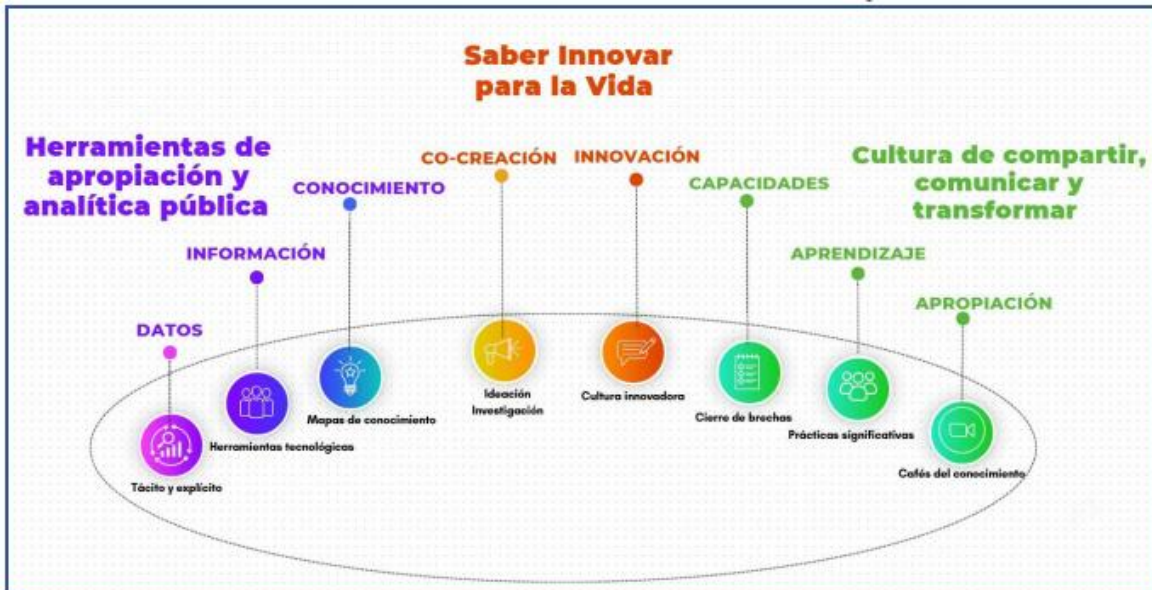 Saber Innovar
para la Vida
Herramientas de
apropiación y
analítica pública
Cultura de compartir,
comunicar y
transformar
DATOS
INFORMACIÓN
CONOCIMIENTO
CO-CREACIÓN
INNOVACIÓN
CAPACIDADES
APRENDIZAJE
APROPIACIÓN
Tácito y explícito
Herramientas tecnológicas
Mapas de conocimiento
Ideación
Investigación
Cultura innovadora
Cierre de brechas
Prácticas significativas
Cafés del conocimiento